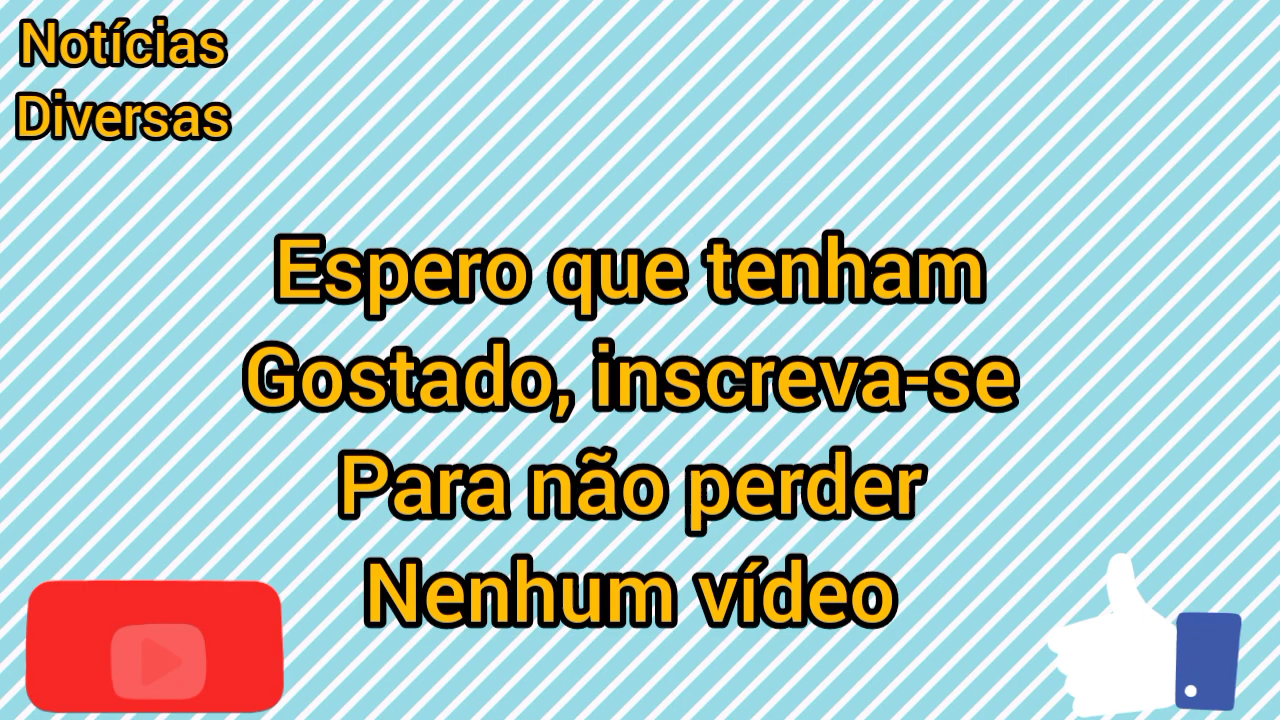 Notícias
Diversas
Espero que tenham
Gostado, inscreva-se
Para não perder
Nenhum vídeo